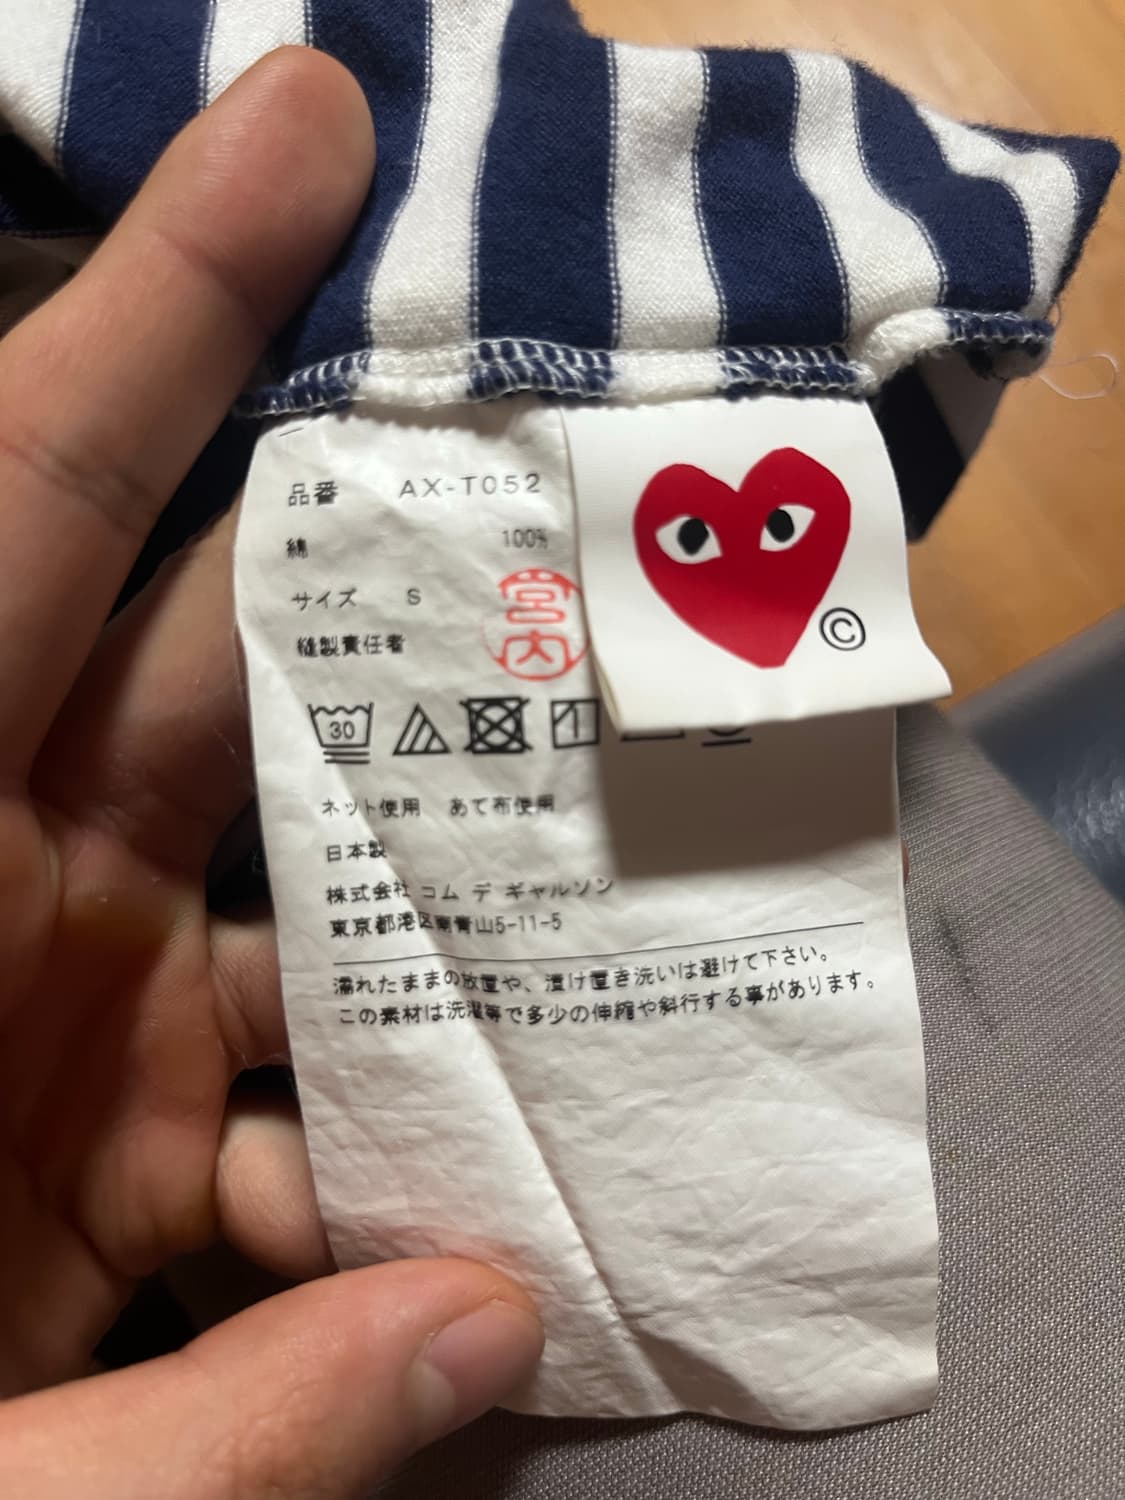 品番 AX-T052
綿 100%
サイズ S
縫製責任者 宮内
30
ネット使用 あて布使用
日本製
株式会社 コム デ ギャルソン
東京都港区南青山5-11-5
濡れたままの放置や、漬け置き洗いは避けて下さい。
この素材は洗濯等で多少の伸縮や斜行する事があります。
©